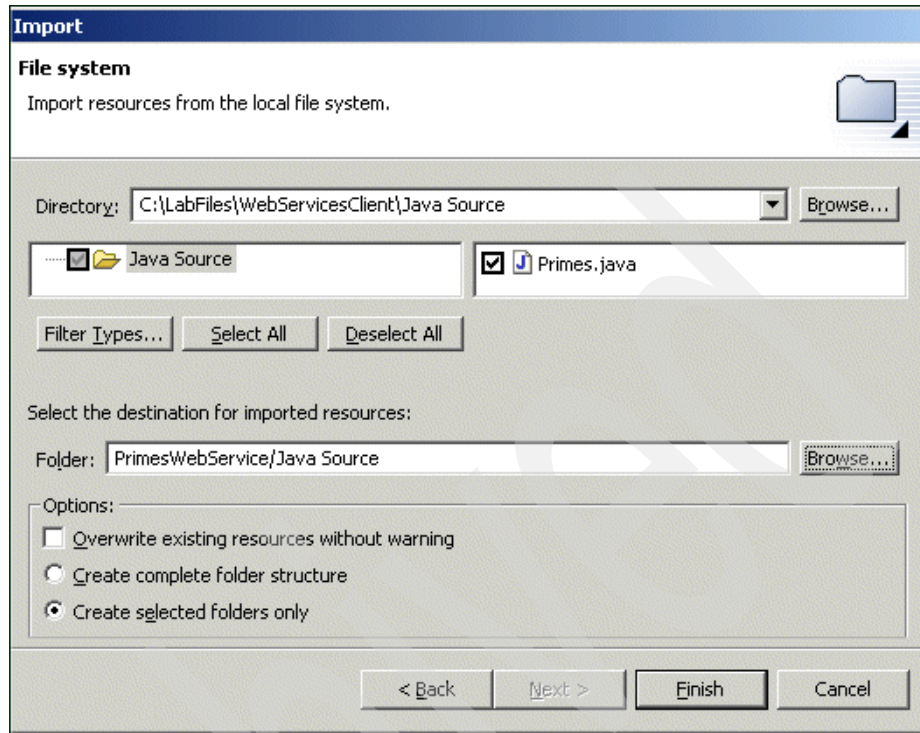 Import
File system
Import resources from the local file system.
Directory: C:\LabFiles\WebServicesClient\Java Source Browse...
Java Source Primes.java
Filter Types... Select All Deselect All
Select the destination for imported resources:
Folder: PrimesWebService/Java Source Browse...
Options:
Overwrite existing resources without warning
Create complete folder structure
Create selected folders only
< Back Next > Finish Cancel